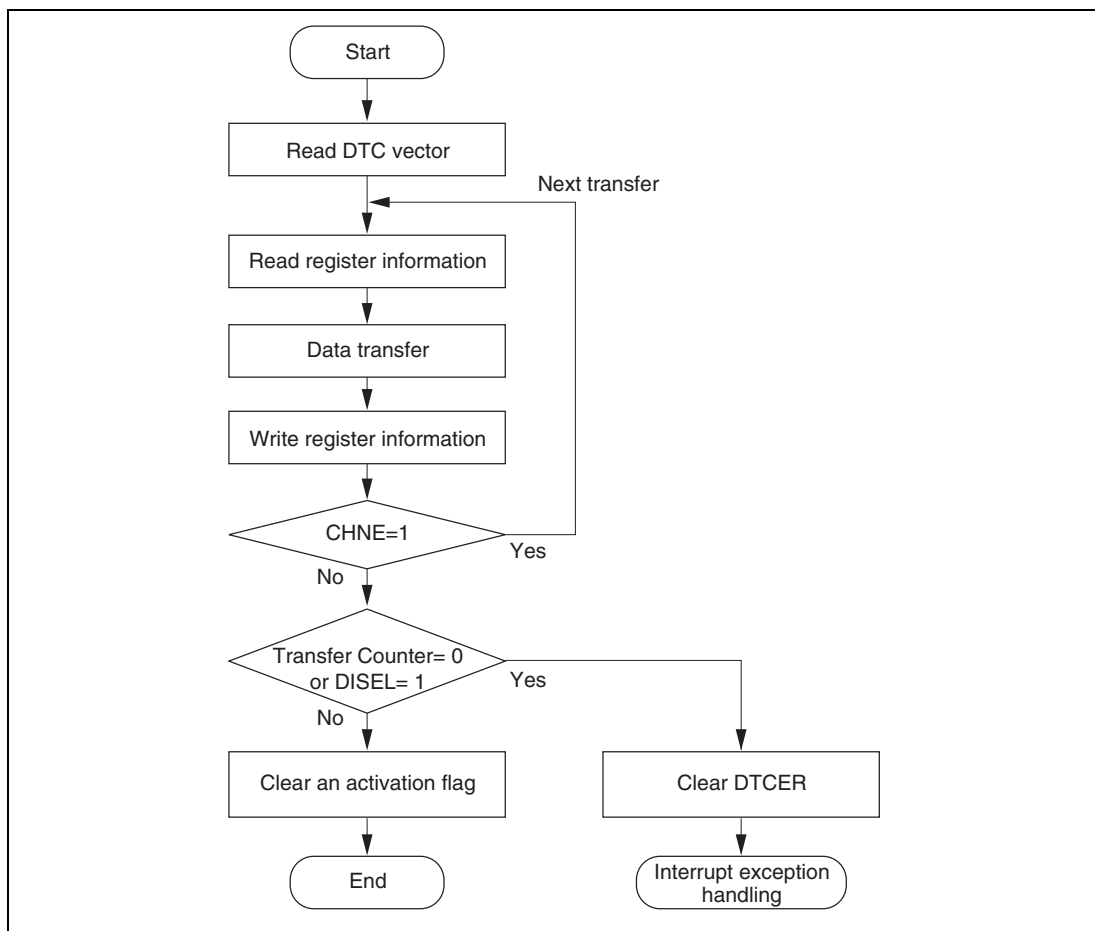 Start
Read DTC vector
Next transfer
Read register information
Data transfer
Write register information
CHNE=1
Yes
No
Transfer Counter= 0
or DISEL= 1
Yes
No
Clear an activation flag
Clear DTCER
End
Interrupt exception
handling